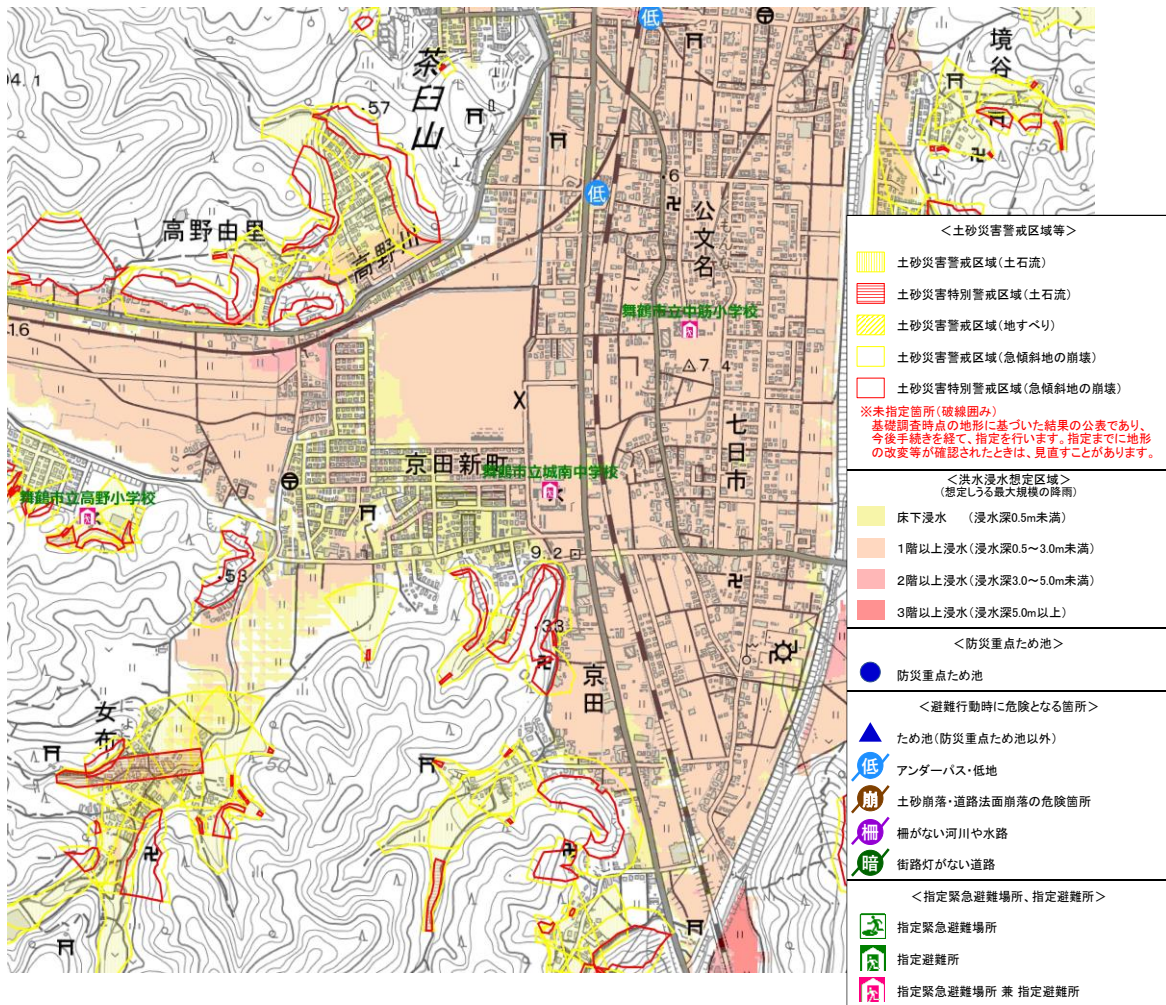 低
境谷
茶臼山
94.1
・57
低
・6
公文名
高野由里
高野川
舞鶴市立中筋小学校
1.6
7.4
七日市
京田新町
舞鶴市立城南中学校
舞鶴市立高野小学校
9.2
・53
・33
京田
女布
＜土砂災害警戒区域等＞
土砂災害警戒区域（土石流）
土砂災害特別警戒区域（土石流）
土砂災害警戒区域（地すべり）
土砂災害警戒区域（急傾斜地の崩壊）
土砂災害特別警戒区域（急傾斜地の崩壊）
※未指定箇所（破線囲み）
基礎調査時点の地形に基づいた結果の公表であり、
今後手続きを経て、指定を行います。指定までに地形
の改変等が確認されたときは、見直すことがあります。
＜洪水浸水想定区域＞
（想定しうる最大規模の降雨）
床下浸水　（浸水深0.5m未満）
1階以上浸水（浸水深0.5～3.0m未満）
2階以上浸水（浸水深3.0～5.0m未満）
3階以上浸水（浸水深5.0m以上）
＜防災重点ため池＞
防災重点ため池
＜避難行動時に危険となる箇所＞
ため池（防災重点ため池以外）
低 アンダーパス・低地
崩 土砂崩落・道路法面崩落の危険箇所
柵 柵がない河川や水路
暗 街路灯がない道路
＜指定緊急避難場所、指定避難所＞
指定緊急避難場所
指定避難所
指定緊急避難場所 兼 指定避難所